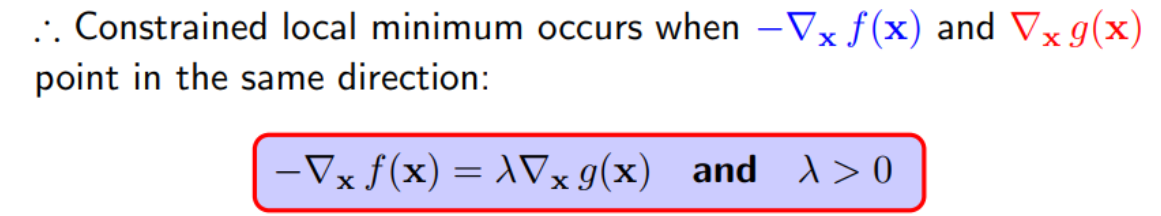 ∴ Constrained local minimum occurs when −∇ₓ f(𝐱) and ∇ₓ g(𝐱)
point in the same direction:
−∇ₓ f(𝐱) = λ∇ₓ g(𝐱) and λ > 0